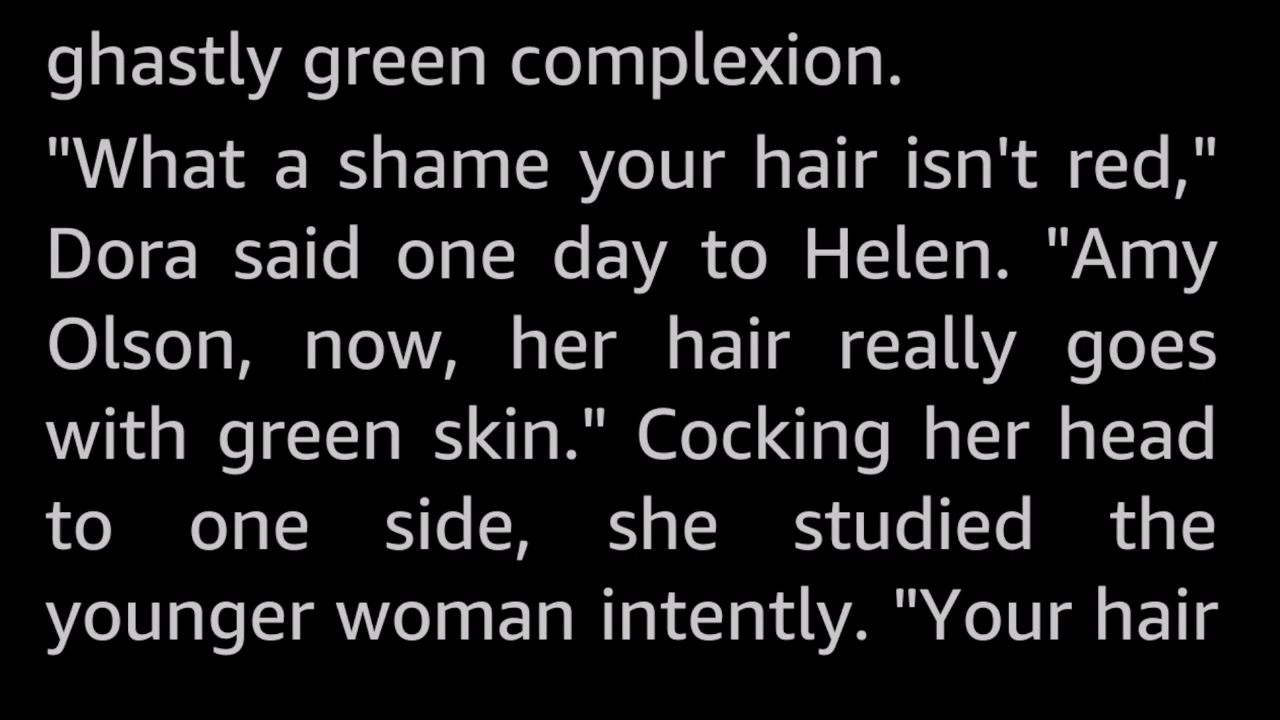 ghastly green complexion.
"What a shame your hair isn't red,"
Dora said one day to Helen. "Amy
Olson, now, her hair really goes
with green skin." Cocking her head
to one side, she studied the
younger woman intently. "Your hair